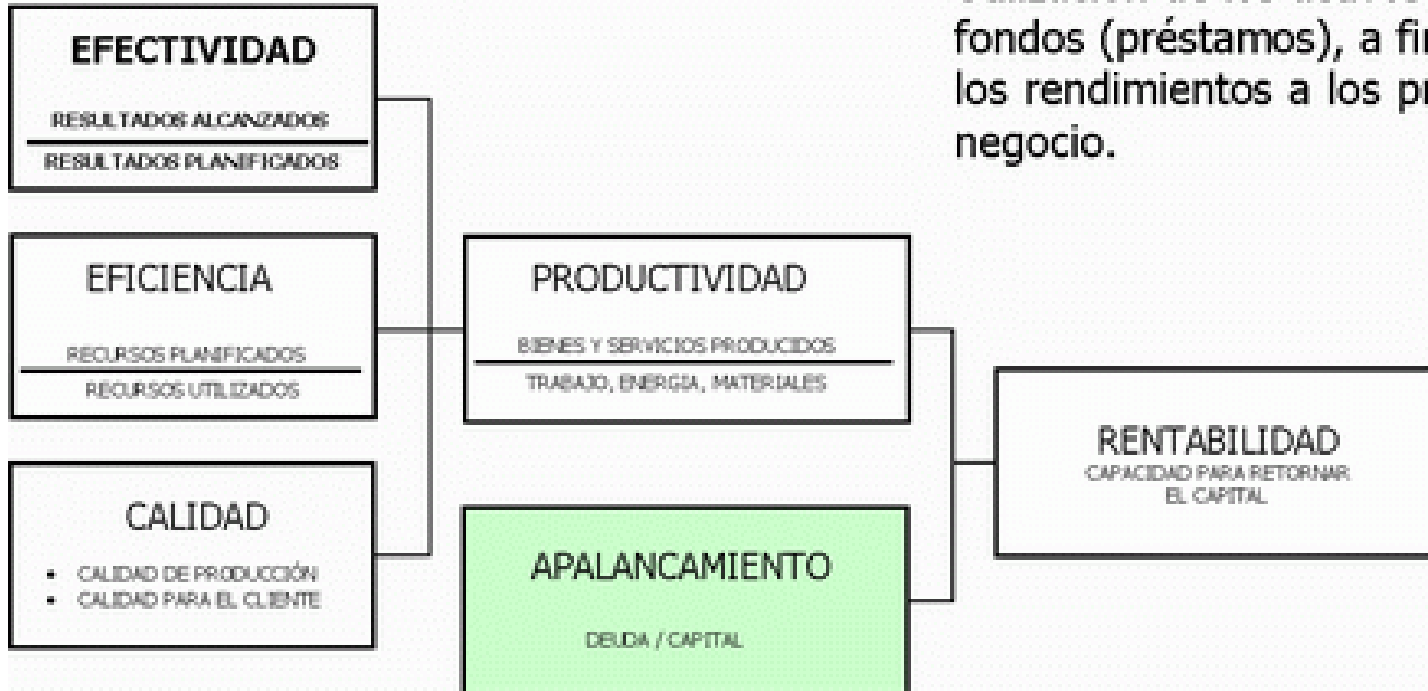 EFECTIVIDAD
RESULTADOS ALCANZADOS
RESULTADOS PLANIFICADOS
fondos (préstamos), a fin
los rendimientos a los pr
negocio.
EFICIENCIA
RECURSOS PLANIFICADOS
RECURSOS UTILIZADOS
PRODUCTIVIDAD
BIENES Y SERVICIOS PRODUCIDOS
TRABAJO, ENERGIA, MATERIALES
CALIDAD
• CALIDAD DE PRODUCCIÓN
• CALIDAD PARA EL CLIENTE
APALANCAMIENTO
DEUDA / CAPITAL
RENTABILIDAD
CAPACIDAD PARA RETORNAR
EL CAPITAL